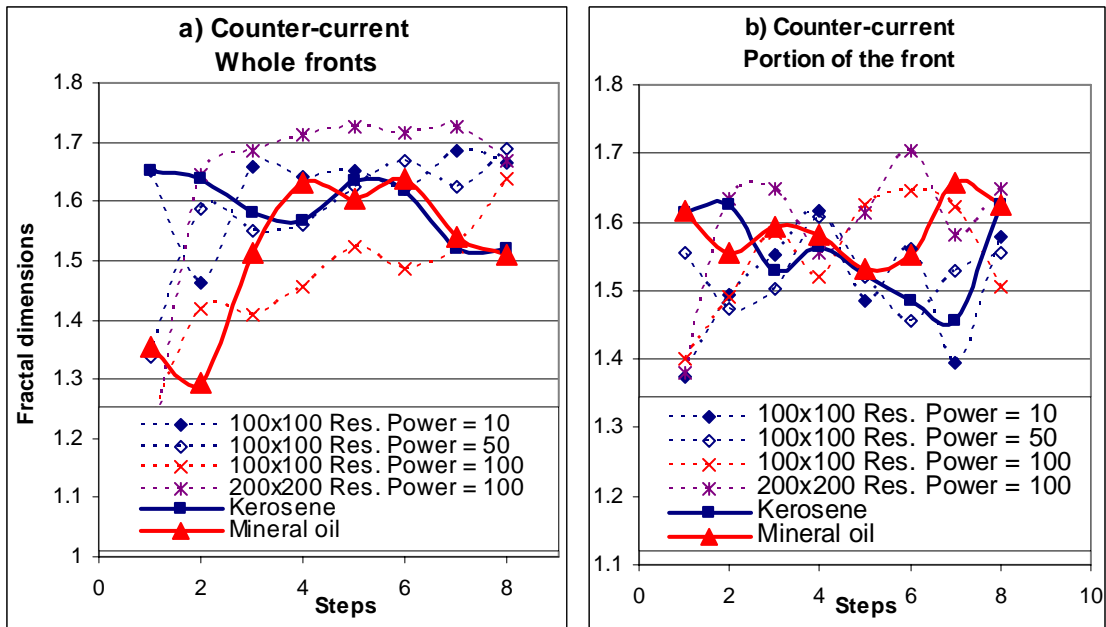 a) Counter-current
Whole fronts
1.8
1.7
1.6
1.5
1.4
1.3
1.2
1.1
1
Fractal dimensions
100x100 Res. Power = 10
100x100 Res. Power = 50
100x100 Res. Power = 100
200x200 Res. Power = 100
Kerosene
Mineral oil
0
2
4
6
8
Steps
b) Counter-current
Portion of the front
1.8
1.7
1.6
1.5
1.4
1.3
1.2
1.1
100x100 Res. Power = 10
100x100 Res. Power = 50
100x100 Res. Power = 100
200x200 Res. Power = 100
Kerosene
Mineral oil
0
2
4
6
8
10
Steps